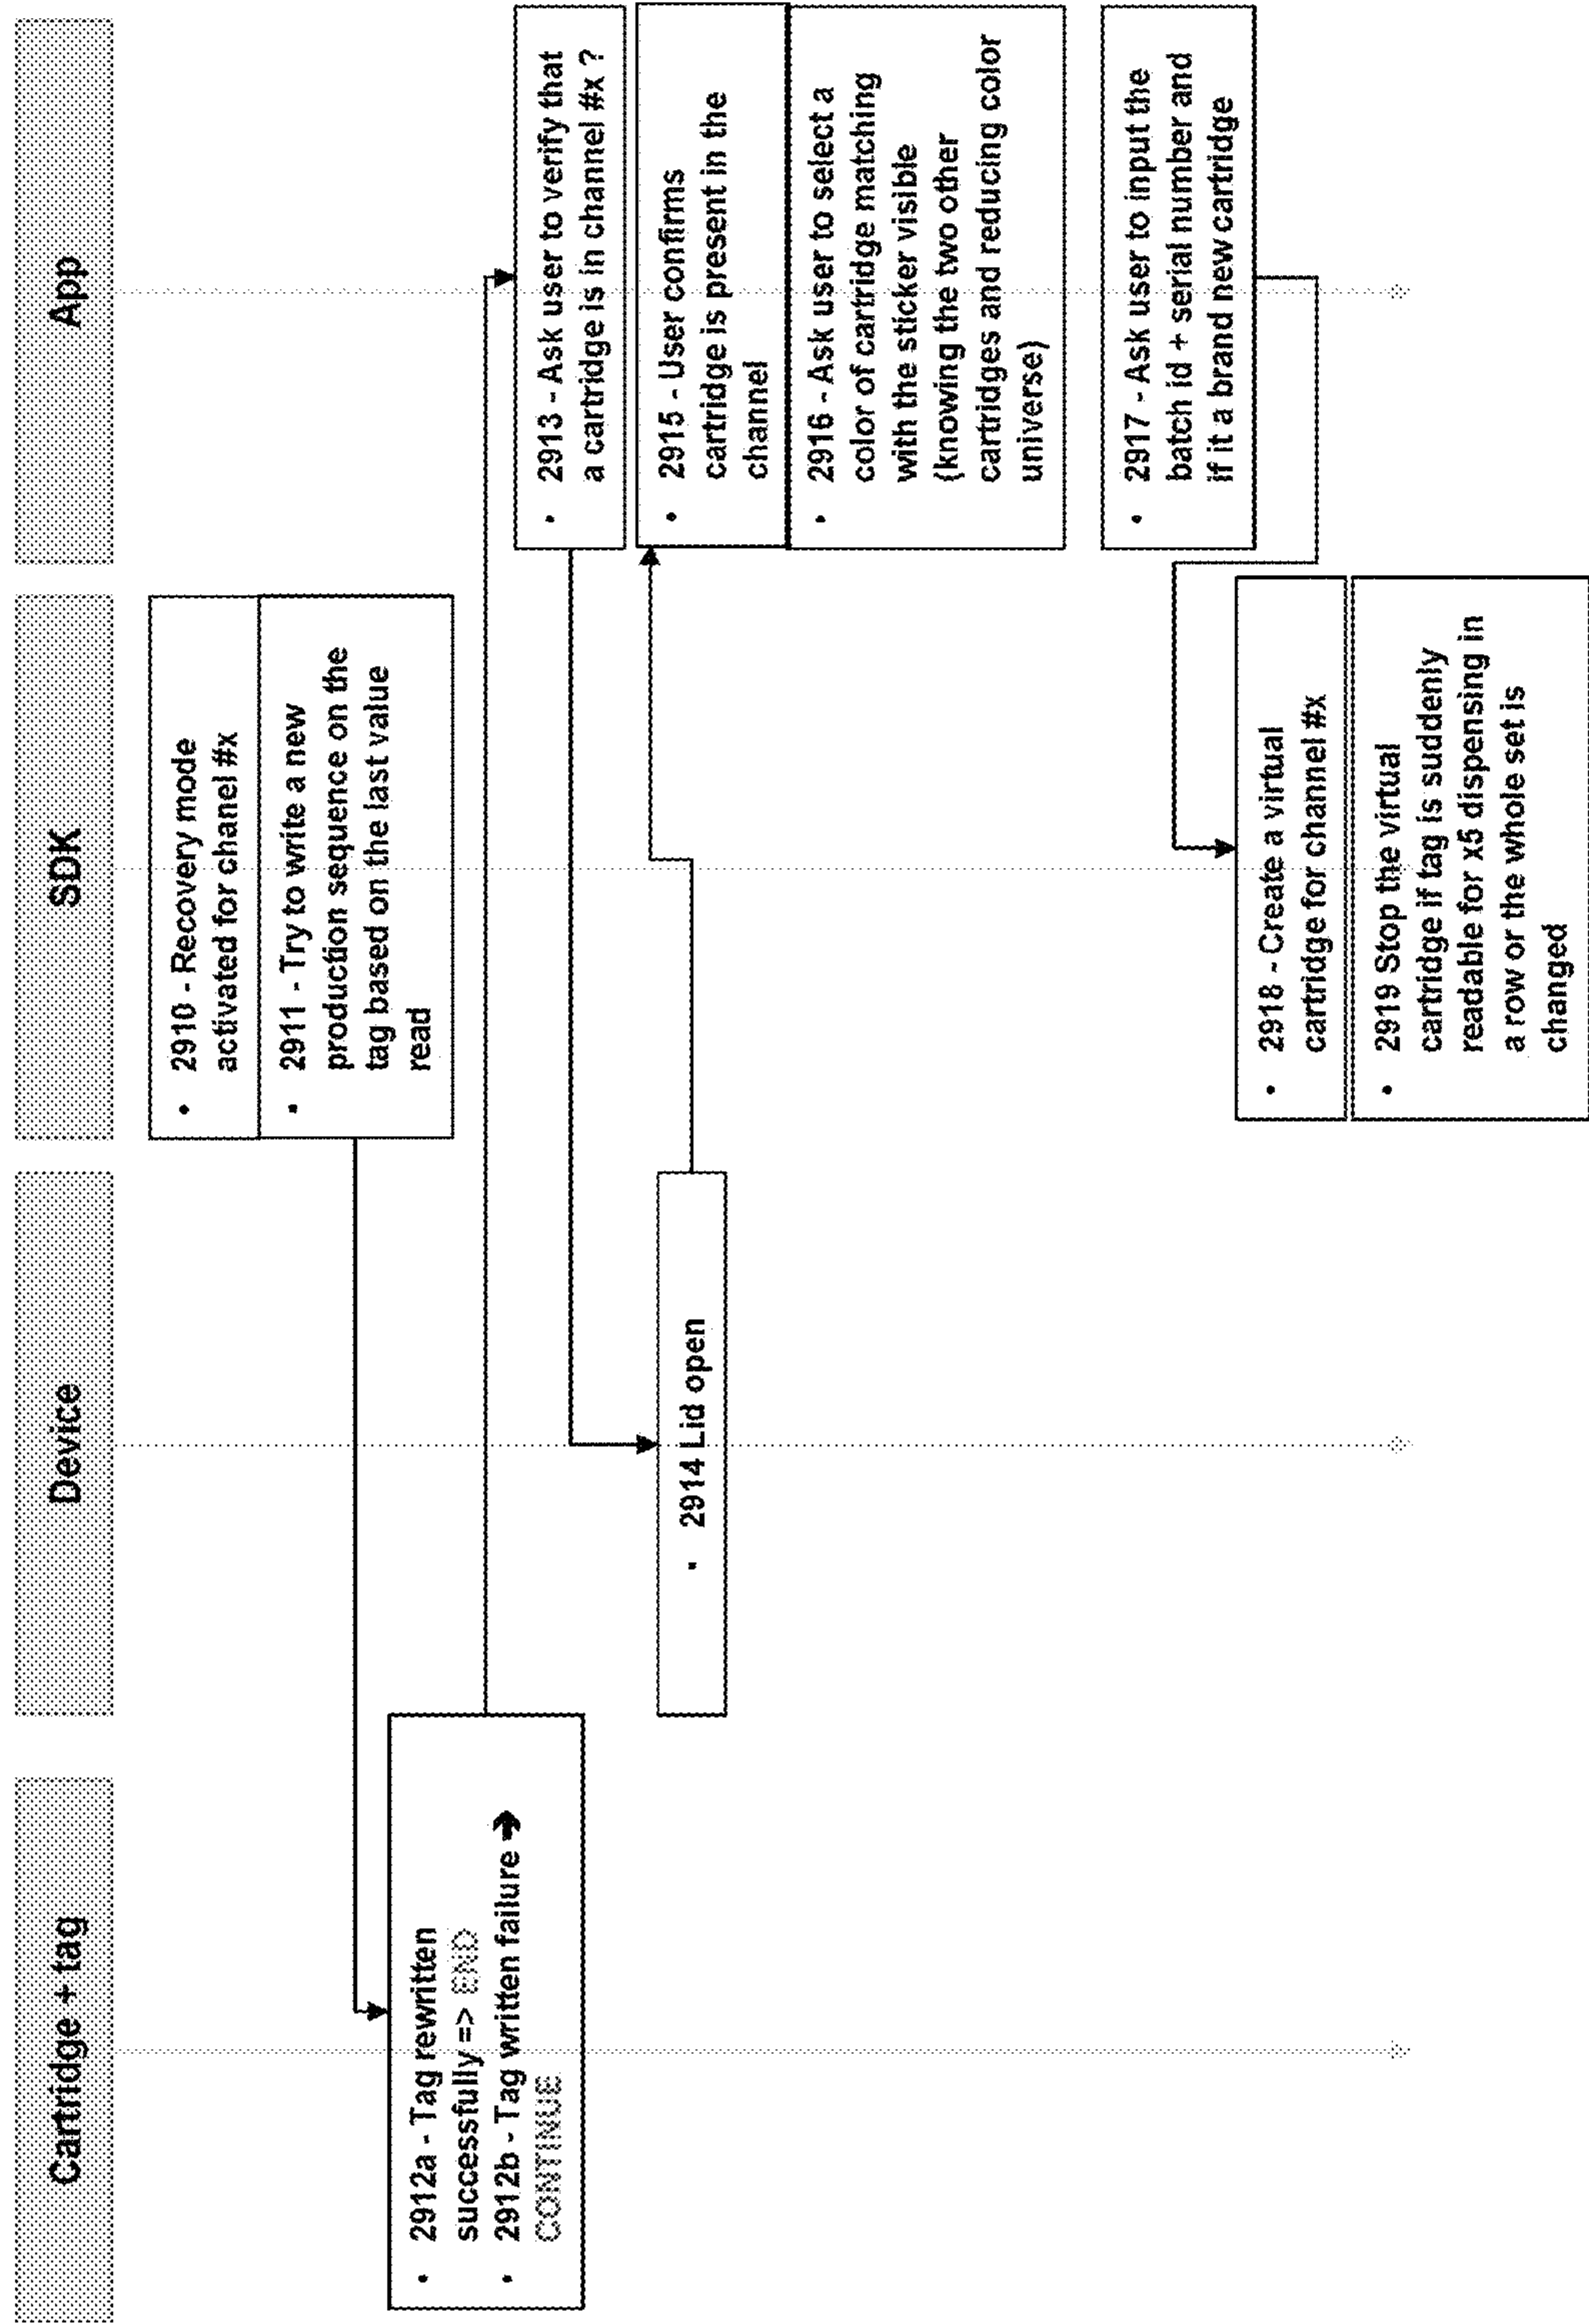 Cartridge + tag
Device
SDK
App
• 2910 - Recovery mode
activated for chanel #x
• 2911 - Try to write a new
production sequence on the
tag based on the last value
read
• 2912a - Tag rewritten
successfully => END
• 2912b - Tag written failure ➔
CONTINUE
• 2913 - Ask user to verify that
a cartridge is in channel #x ?
• 2914 Lid open
• 2915 - User confirms
cartridge is present in the
channel
• 2916 - Ask user to select a
color of cartridge matching
with the sticker visible
(knowing the two other
cartridges and reducing color
universe)
• 2917 - Ask user to input the
batch id + serial number and
if it a brand new cartridge
• 2918 - Create a virtual
cartridge for channel #x
• 2919 Stop the virtual
cartridge if tag is suddenly
readable for x5 dispensing in
a row or the whole set is
changed